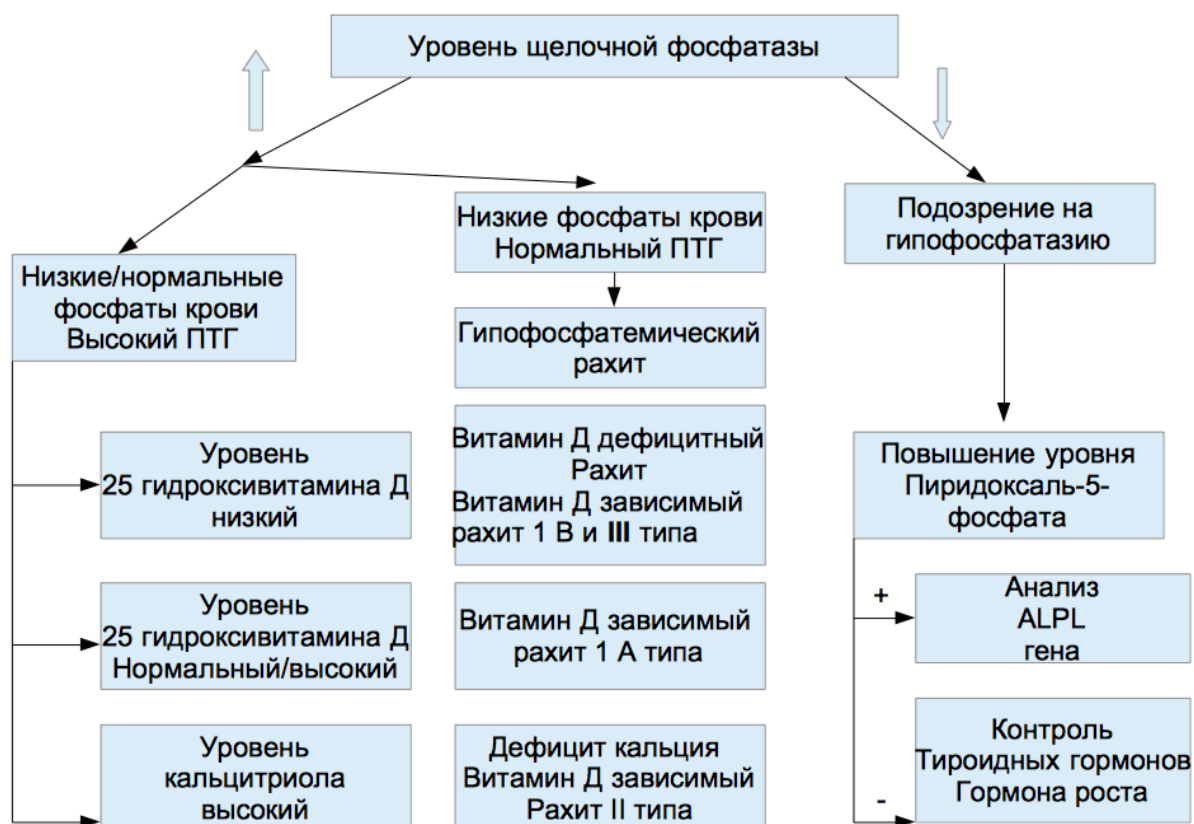 Уровень щелочной фосфатазы
Низкие/нормальные
фосфаты крови
Высокий ПТГ
Низкие фосфаты крови
Нормальный ПТГ
Подозрение на
гипофосфатазию
Гипофосфатемический
рахит
Уровень
25 гидроксивитамина Д
низкий
Витамин Д дефицитный
Рахит
Витамин Д зависимый
рахит 1 В и III типа
Повышение уровня
Пиридоксаль-5-
фосфата
Уровень
25 гидроксивитамина Д
Нормальный/высокий
Витамин Д зависимый
рахит 1 А типа
+
Анализ
ALPL
гена
Уровень
кальцитриола
высокий
Дефицит кальция
Витамин Д зависимый
Рахит II типа
-
Контроль
Тироидных гормонов
Гормона роста